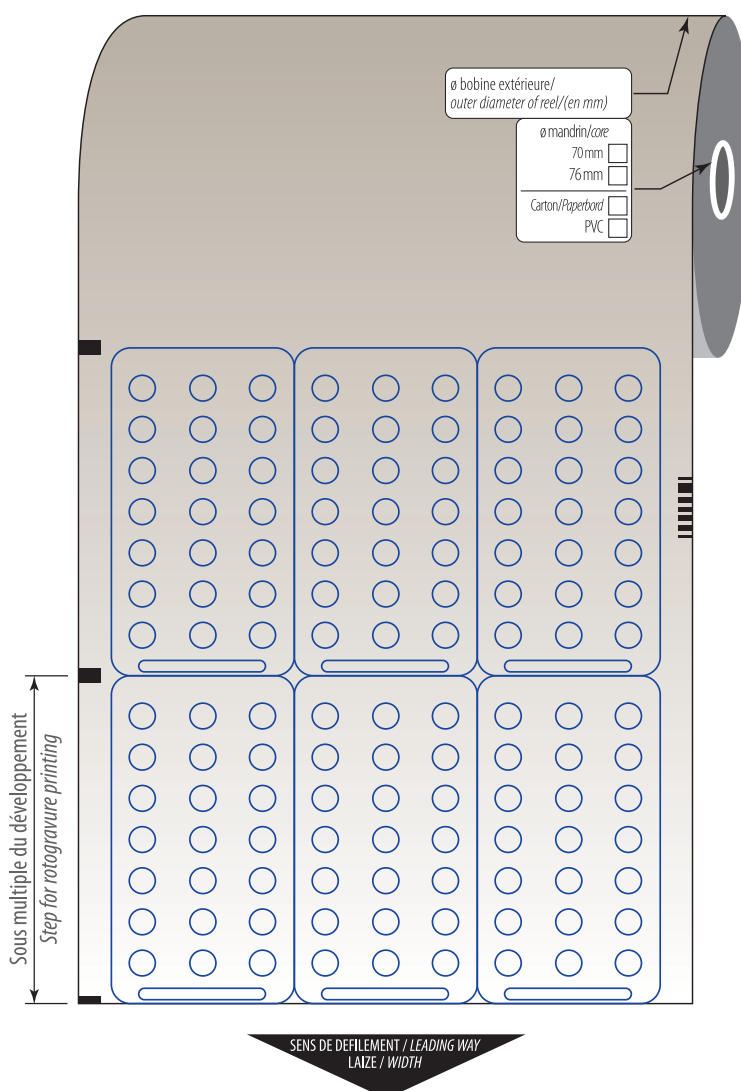 ø bobine extérieure/
outer diameter of reel/(en mm)
ø mandrin/core
70 mm
76 mm
Carton/Paperbord
PVC
Sous multiple du développement
Step for rotogravure printing
SENS DE DEFILEMENT / LEADING WAY
LAIZE / WIDTH